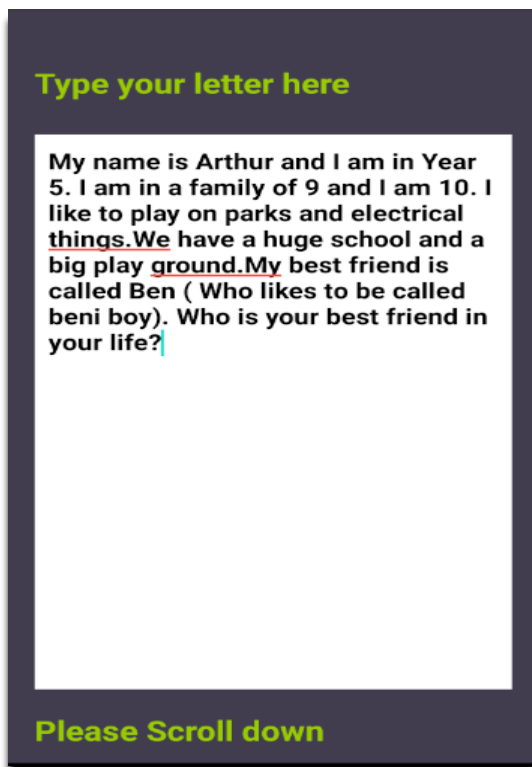 Type your letter here
My name is Arthur and I am in Year
5. I am in a family of 9 and I am 10. I
like to play on parks and electrical
things.We have a huge school and a
big play ground.My best friend is
called Ben ( Who likes to be called
beni boy). Who is your best friend in
your life?
Please Scroll down